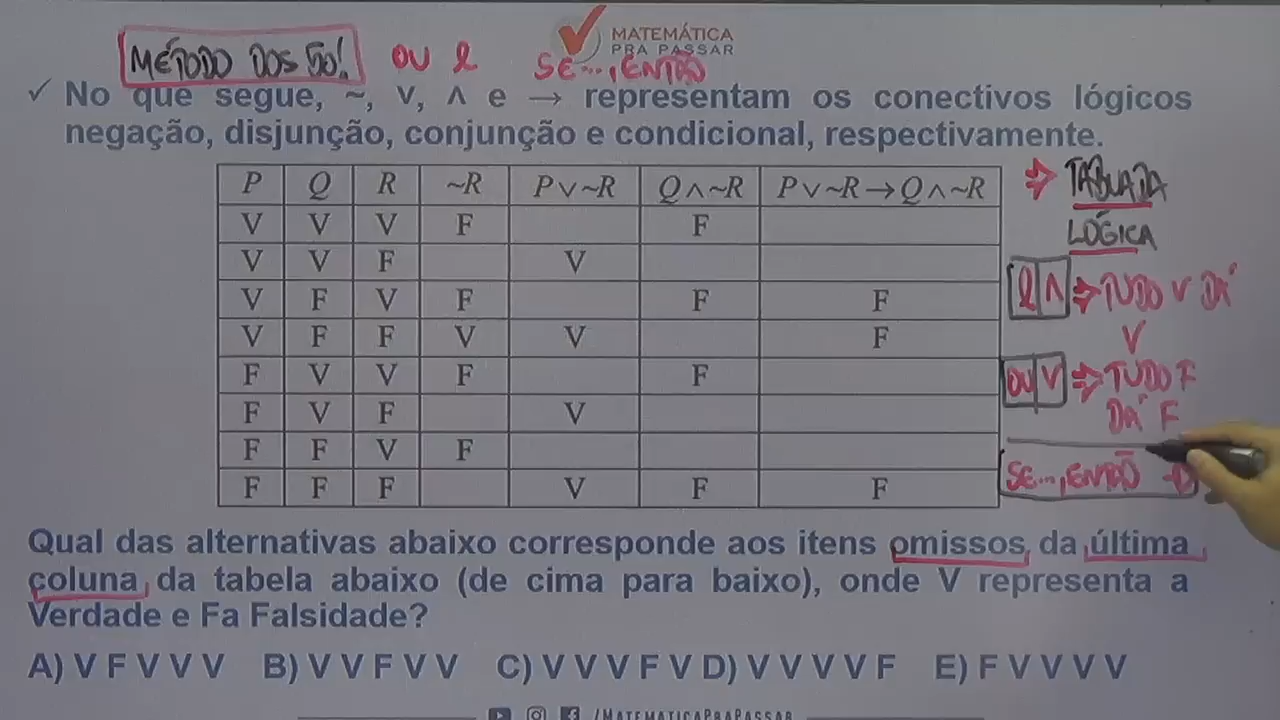 MATEMÁTICA
PRA PASSAR
MÉTODO DOS 50! OU e SE..., ENTÃO
✓ No que segue, ~, ∨, ∧ e → representam os conectivos lógicos
negação, disjunção, conjunção e condicional, respectivamente.
P Q R ~R P∨~R Q∧~R P∨~R→Q∧~R
V V V F F
V V F V
V F V F F F
V F F V V F
F V V F F
F V F V
F F V F
F F F V F F
⇒ TABUADA
LÓGICA
e ∧ ⇒ TUDO V DÁ
V
OU V ⇒ TUDO F
DÁ F
SE..., ENTÃO
Qual das alternativas abaixo corresponde aos itens omissos da última
coluna da tabela abaixo (de cima para baixo), onde V representa a
Verdade e Fa Falsidade?
A) V F V V V B) V V F V V C) V V V F V D) V V V V F E) F V V V V
/MATEMATICAPRAPASSAR